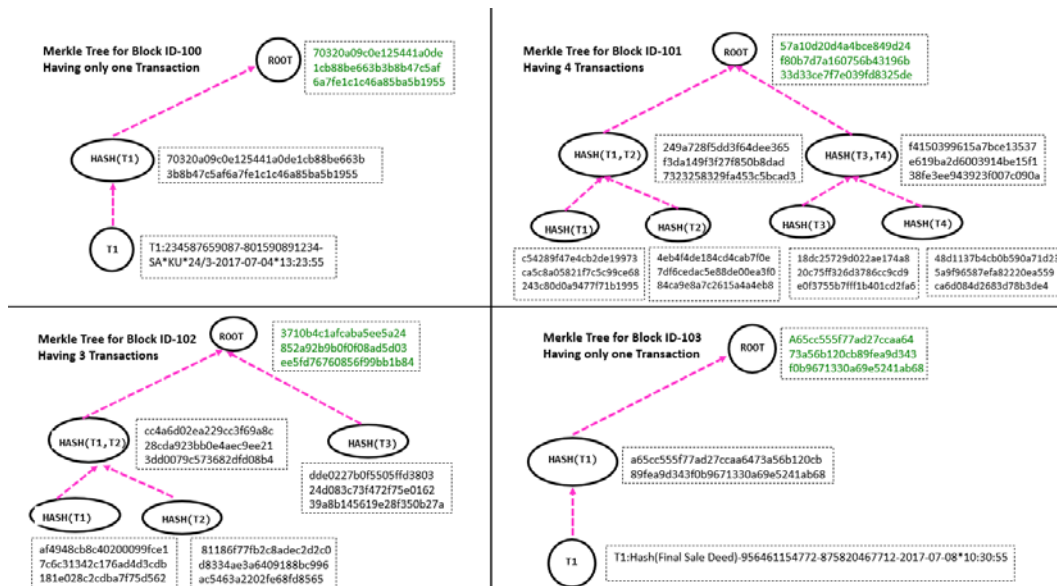 Merkle Tree for Block ID-100
Having only one Transaction
ROOT
70320a09c0e125441a0de
1cb88be663b3b8b47c5af
6a7fe1c1c46a85ba5b1955
HASH(T1)
70320a09c0e125441a0de1cb88be663b
3b8b47c5af6a7fe1c1c46a85ba5b1955
T1
T1:234587659087-801590891234-
SA*KU*24/3-2017-07-04*13:23:55
Merkle Tree for Block ID-101
Having 4 Transactions
ROOT
57a10d20d4a4bce849d24
f80b7d7a160756b43196b
33d33ce7f7e039fd8325de
HASH(T1,T2)
249a728f5dd3f64dee365
f3da149f3f27f850b8dad
7323258329fa453c5bcad3
HASH(T3,T4)
f4150399615a7bce13537
e619ba2d6003914be15f1
38fe3ee943923f007c090a
HASH(T1)
HASH(T2)
HASH(T3)
HASH(T4)
c54289f47e4cb2de19973
ca5c8a05821f7c5c99ce68
243c80d0a9477f71b1995
4eb4f4de184cd4cab7f0e
7df6cedac5e88de00ea3f0
84ca9e8a7c2615a4a4eb8
18dc25729d022ae174a8
20c75ff326d3786cc9cd9
e0f3755b7fff1b401cd2fa6
48d1137b4cb0b590a71d23
5a9f96587efa82220ea559
ca6d084d2683d78b3de4
Merkle Tree for Block ID-102
Having 3 Transactions
ROOT
3710b4c1afcaba5ee5a24
852a92b9b0f0f08ad5d03
ee5fd76760856f99bb1b84
HASH(T1,T2)
cc4a6d02ea229cc3f69a8c
28cda923bb0e4aec9ee21
3dd0079c573682dfd08b4
HASH(T3)
dde0227b0f5505ffd3803
24d083c73f472f75e0162
39a8b145619e28f350b27a
HASH(T1)
HASH(T2)
af4948cb8c40200099fce1
7c6c31342c176ad4d3cdb
181e028c2cdba7f75d562
81186f77fb2c8adec2d2c0
d8334ae3a6409188bc996
ac5463a2202fe68fd8565
Merkle Tree for Block ID-103
Having only one Transaction
ROOT
A65cc555f77ad27ccaa64
73a56b120cb89fea9d343
f0b9671330a69e5241ab68
HASH(T1)
a65cc555f77ad27ccaa6473a56b120cb
89fea9d343f0b9671330a69e5241ab68
T1
T1:Hash(Final Sale Deed)-956461154772-875820467712-2017-07-08*10:30:55